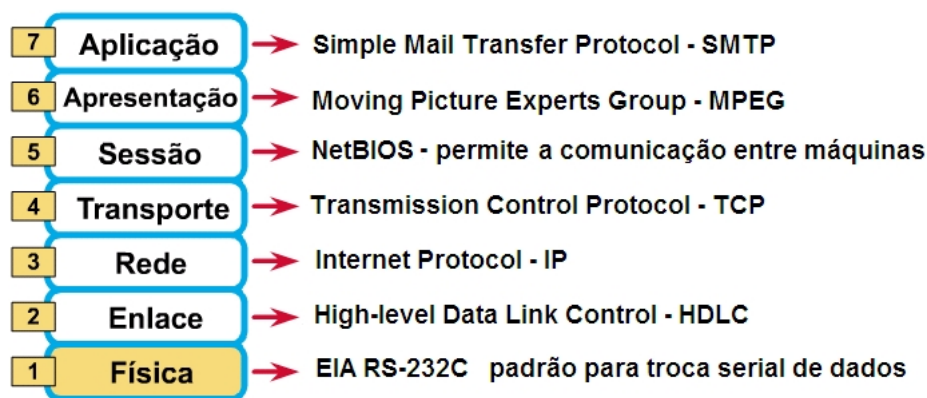 7 Aplicação Simple Mail Transfer Protocol - SMTP
6 Apresentação Moving Picture Experts Group - MPEG
5 Sessão NetBIOS - permite a comunicação entre máquinas
4 Transporte Transmission Control Protocol - TCP
3 Rede Internet Protocol - IP
2 Enlace High-level Data Link Control - HDLC
1 Física EIA RS-232C padrão para troca serial de dados